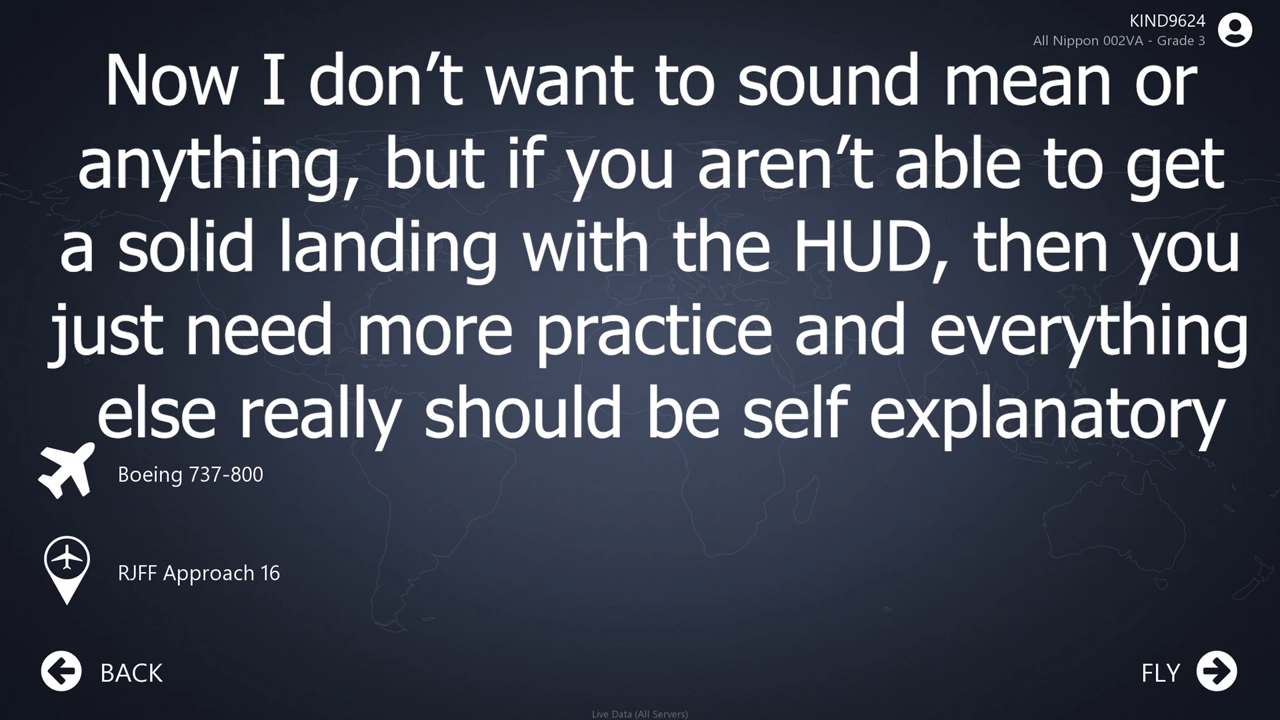 KIND9624
All Nippon 002VA - Grade 3
Now I don’t want to sound mean or
anything, but if you aren’t able to get
a solid landing with the HUD, then you
just need more practice and everything
else really should be self explanatory
Boeing 737-800
RJFF Approach 16
BACK
FLY
Live Data (All Servers)